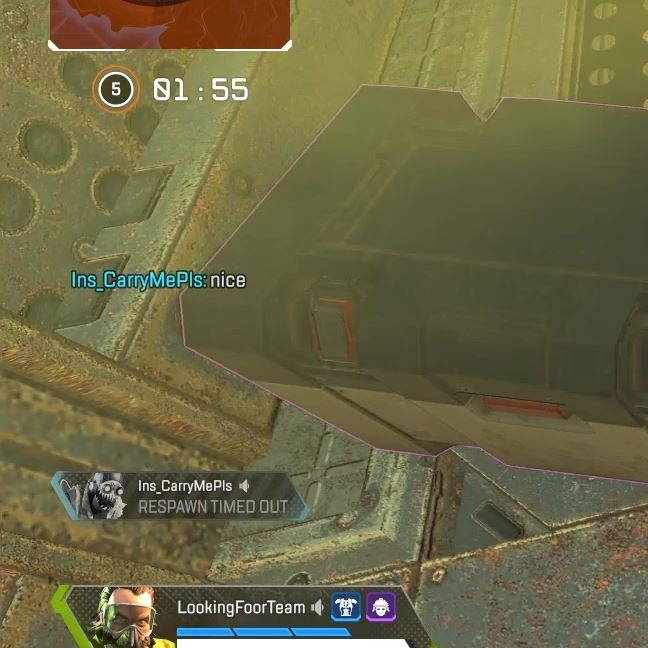 5 01:55
Ins_CarryMePls: nice
Ins_CarryMePls
RESPAWN TIMED OUT
LookingFoorTeam